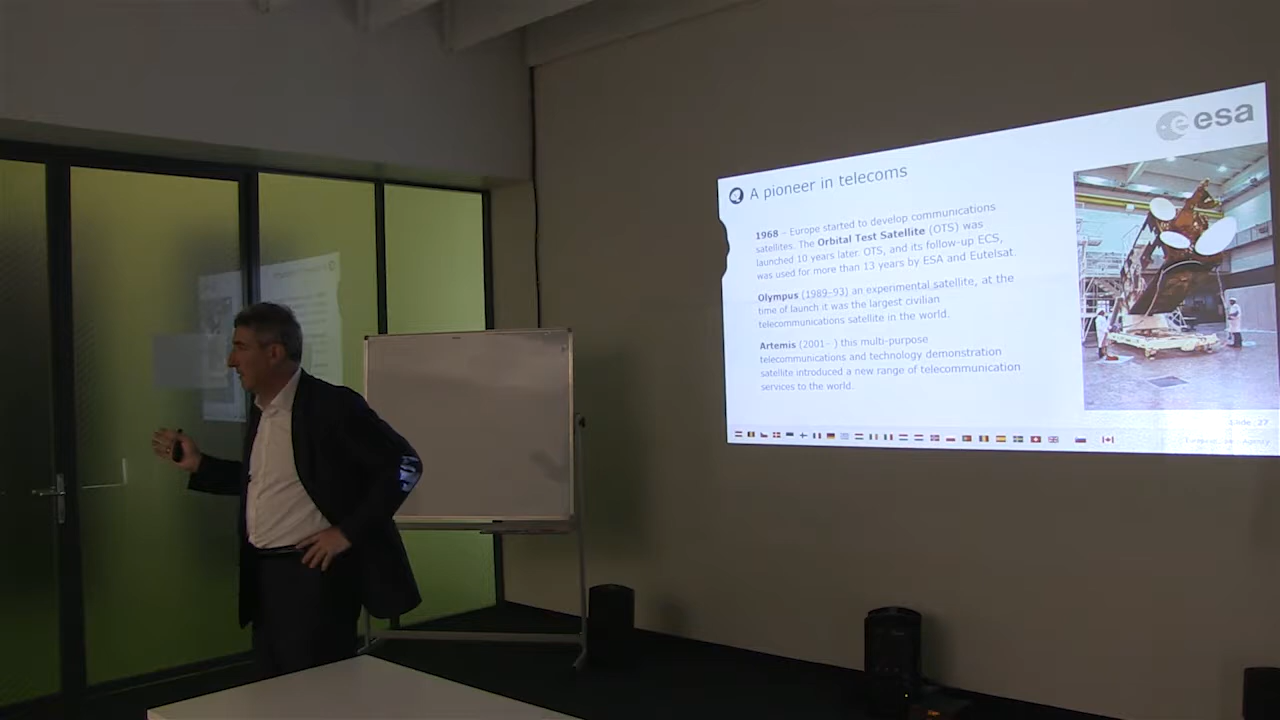 esa
A pioneer in telecoms
1968 – Europe started to develop communications
satellites. The Orbital Test Satellite (OTS) was
launched 10 years later. OTS, and its follow-up ECS,
was used for more than 13 years by ESA and Eutelsat.
Olympus (1989–93) an experimental satellite, at the
time of launch it was the largest civilian
telecommunications satellite in the world.
Artemis (2001– ) this multi-purpose
telecommunications and technology demonstration
satellite introduced a new range of telecommunication
services to the world.
Slide 27
Agency